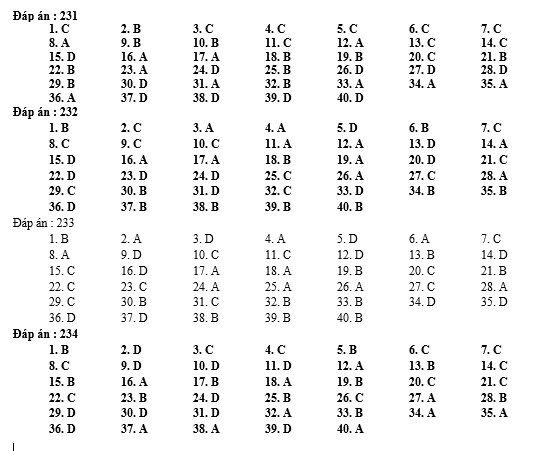 Đáp án : 231
1. C 2. B 3. C 4. C 5. C 6. C 7. C
8. A 9. B 10. B 11. C 12. A 13. C 14. C
15. D 16. A 17. A 18. B 19. B 20. C 21. B
22. B 23. A 24. D 25. B 26. D 27. D 28. D
29. B 30. D 31. A 32. B 33. A 34. A 35. A
36. A 37. D 38. D 39. D 40. D
Đáp án : 232
1. B 2. C 3. A 4. A 5. D 6. B 7. C
8. C 9. C 10. C 11. A 12. A 13. D 14. A
15. D 16. A 17. A 18. B 19. A 20. D 21. C
22. D 23. D 24. D 25. C 26. A 27. C 28. A
29. C 30. B 31. D 32. C 33. D 34. B 35. B
36. D 37. B 38. B 39. B 40. B
Đáp án : 233
1. B 2. A 3. D 4. A 5. D 6. A 7. C
8. A 9. D 10. C 11. C 12. D 13. B 14. D
15. C 16. D 17. A 18. A 19. B 20. C 21. B
22. C 23. C 24. A 25. A 26. A 27. C 28. A
29. C 30. B 31. C 32. B 33. B 34. D 35. D
36. D 37. D 38. B 39. B 40. B
Đáp án : 234
1. B 2. D 3. C 4. C 5. B 6. C 7. C
8. C 9. D 10. D 11. D 12. A 13. B 14. C
15. B 16. A 17. B 18. A 19. B 20. C 21. C
22. C 23. B 24. D 25. B 26. C 27. A 28. B
29. D 30. D 31. D 32. A 33. B 34. A 35. A
36. D 37. A 38. A 39. D 40. A